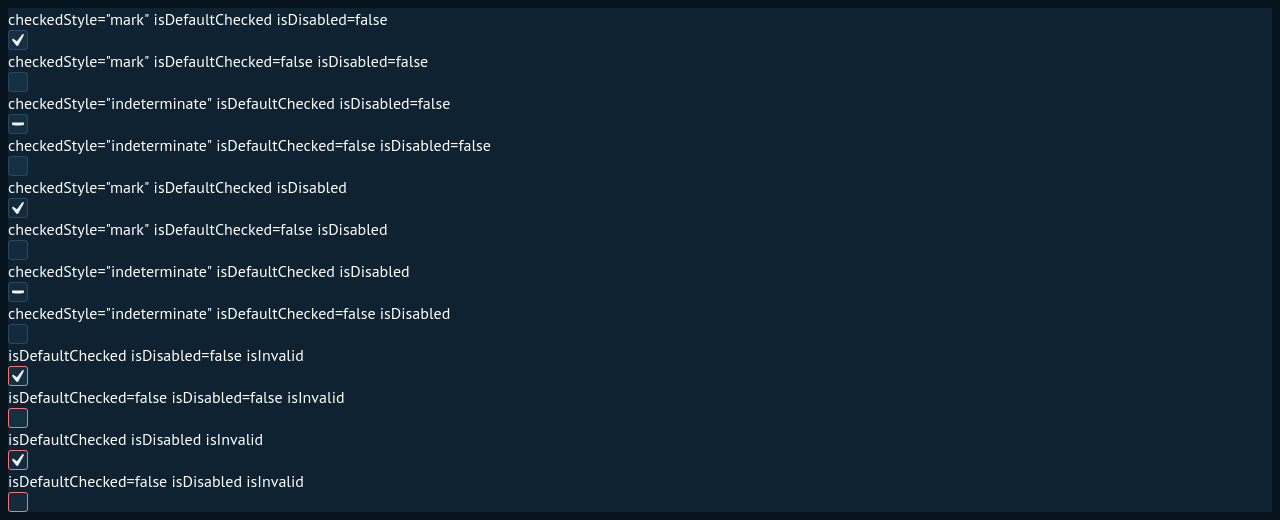 checkedStyle="mark" isDefaultChecked isDisabled=false
checkedStyle="mark" isDefaultChecked=false isDisabled=false
checkedStyle="indeterminate" isDefaultChecked isDisabled=false
checkedStyle="indeterminate" isDefaultChecked=false isDisabled=false
checkedStyle="mark" isDefaultChecked isDisabled
checkedStyle="mark" isDefaultChecked=false isDisabled
checkedStyle="indeterminate" isDefaultChecked isDisabled
checkedStyle="indeterminate" isDefaultChecked=false isDisabled
isDefaultChecked isDisabled=false isInvalid
isDefaultChecked=false isDisabled=false isInvalid
isDefaultChecked isDisabled isInvalid
isDefaultChecked=false isDisabled isInvalid